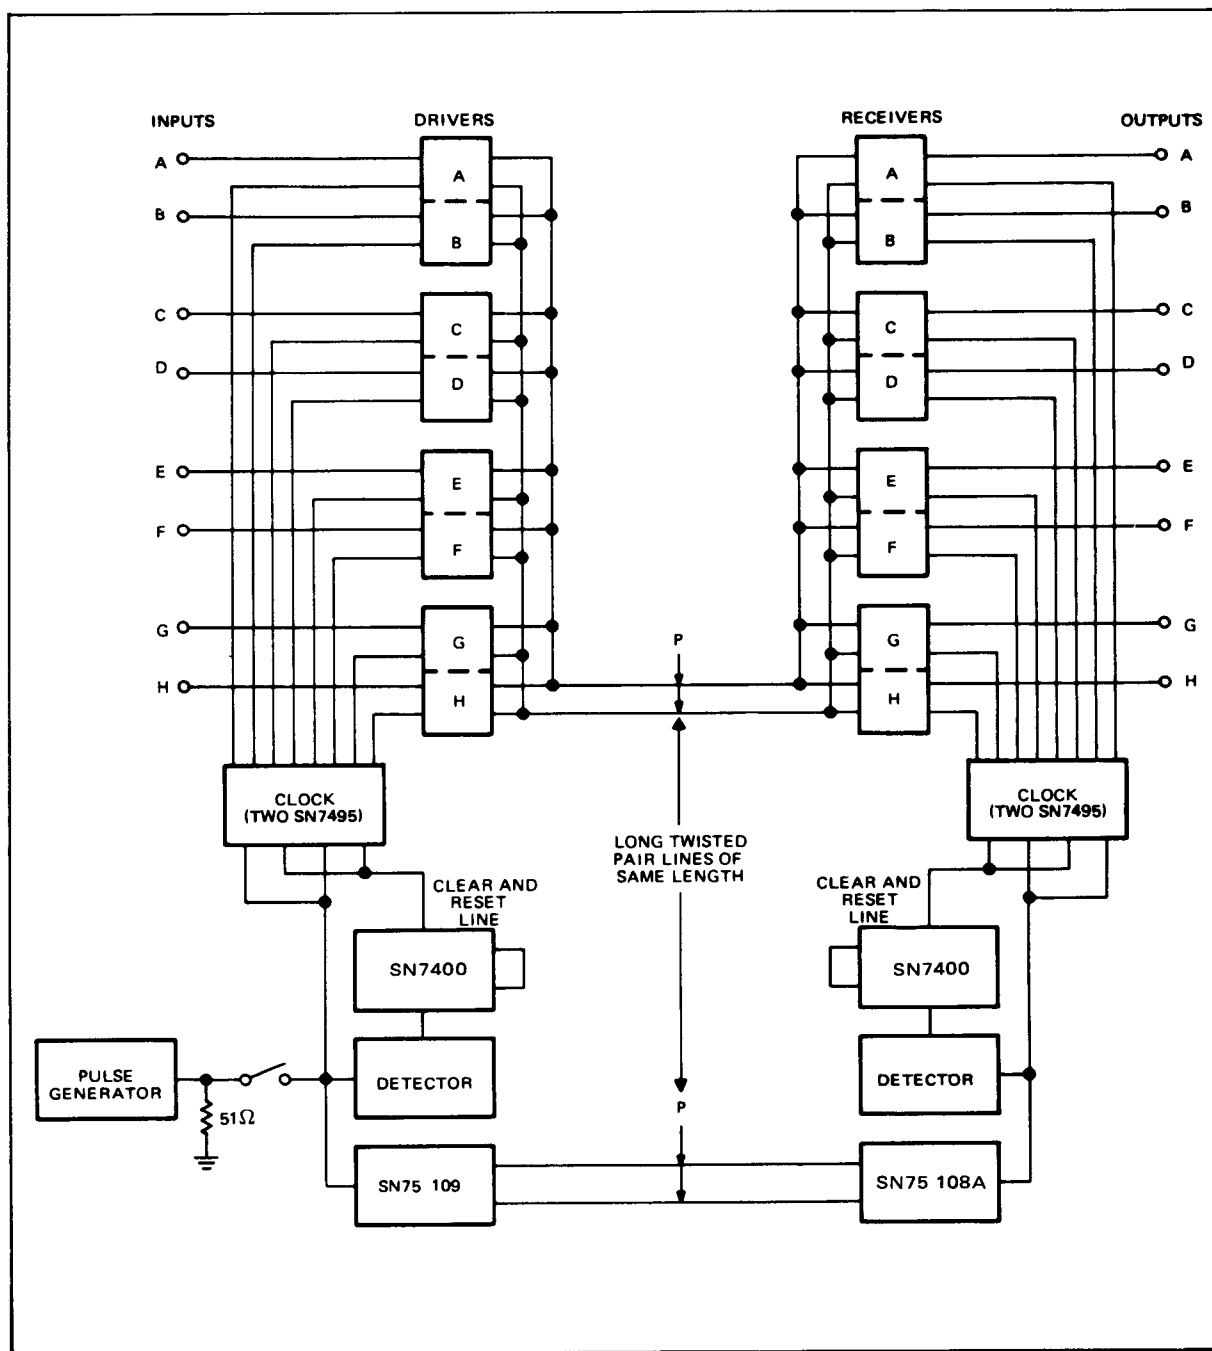 INPUTS
DRIVERS
RECEIVERS
OUTPUTS
A
A
A
A
B
B
B
B
C
C
C
C
D
D
D
D
E
E
E
E
F
F
F
F
G
G
G
G
P
H
H
H
H
CLOCK
(TWO SN7495)
CLOCK
(TWO SN7495)
LONG TWISTED
PAIR LINES OF
SAME LENGTH
CLEAR AND
RESET
LINE
CLEAR AND
RESET
LINE
SN7400
SN7400
PULSE
GENERATOR
DETECTOR
DETECTOR
51Ω
P
SN75 109
SN75 108A